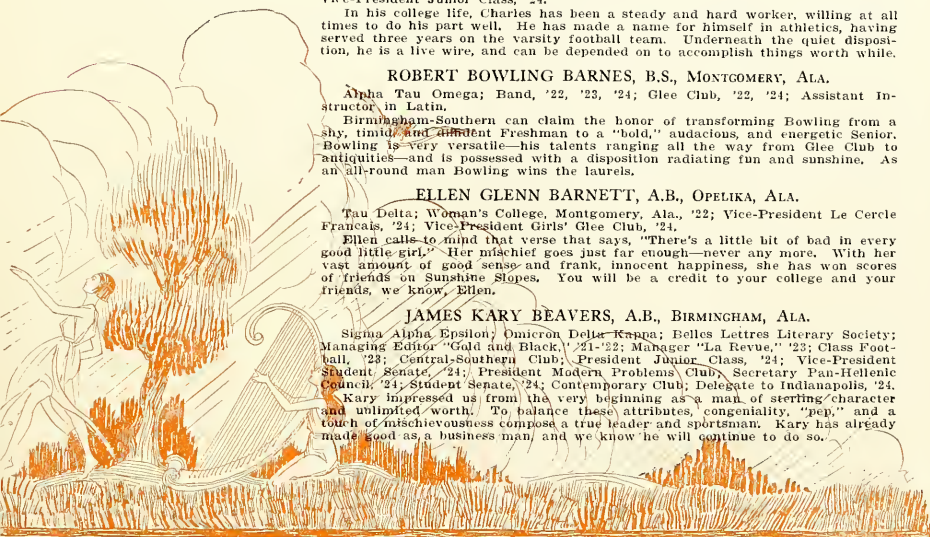 Vice-President Junior Class, '24.
In his college life, Charles has been a steady and hard worker, willing at all
times to do his part well. He has made a name for himself in athletics, having
served three years on the varsity football team. Underneath the quiet disposi-
tion, he is a live wire, and can be depended on to accomplish things worth while.
ROBERT BOWLING BARNES, B.S., MONTGOMERY, ALA.
Alpha Tau Omega; Band, '22, '23, '24; Glee Club, '22, '24; Assistant In-
structor in Latin.
Birmingham-Southern can claim the honor of transforming Bowling from a
shy, timid, and diffident Freshman to a "bold," audacious, and energetic Senior.
Bowling is very versatile—his talents ranging all the way from Glee Club to
antiquities—and is possessed with a disposition radiating fun and sunshine. As
an all-round man Bowling wins the laurels.
ELLEN GLENN BARNETT, A.B., OPELIKA, ALA.
Tau Delta; Woman's College, Montgomery, Ala., '22; Vice-President Le Cercle
Francais, '24; Vice-President Girls' Glee Club, '24.
Ellen calls to mind that verse that says, "There's a little bit of bad in every
good little girl." Her mischief goes just far enough—never any more. With her
vast amount of good sense and frank, innocent happiness, she has won scores
of friends on Sunshine Slopes. You will be a credit to your college and your
friends, we know, Ellen.
JAMES KARY BEAVERS, A.B., BIRMINGHAM, ALA.
Sigma Alpha Epsilon; Omicron Delta Kappa; Belles Lettres Literary Society;
Managing Editor "Gold and Black," '21-'22; Manager "La Revue," '23; Class Foot-
ball, '23; Central-Southern Club; President Junior Class, '24; Vice-President
Student Senate, '24; President Modern Problems Club; Secretary Pan-Hellenic
Council, '24; Student Senate, '24; Contemporary Club; Delegate to Indianapolis, '24.
Kary impressed us from the very beginning as a man of sterling character
and unlimited worth. To balance these attributes, congeniality, "pep," and a
touch of mischievousness compose a true leader and sportsman. Kary has already
made good as a business man, and we know he will continue to do so.